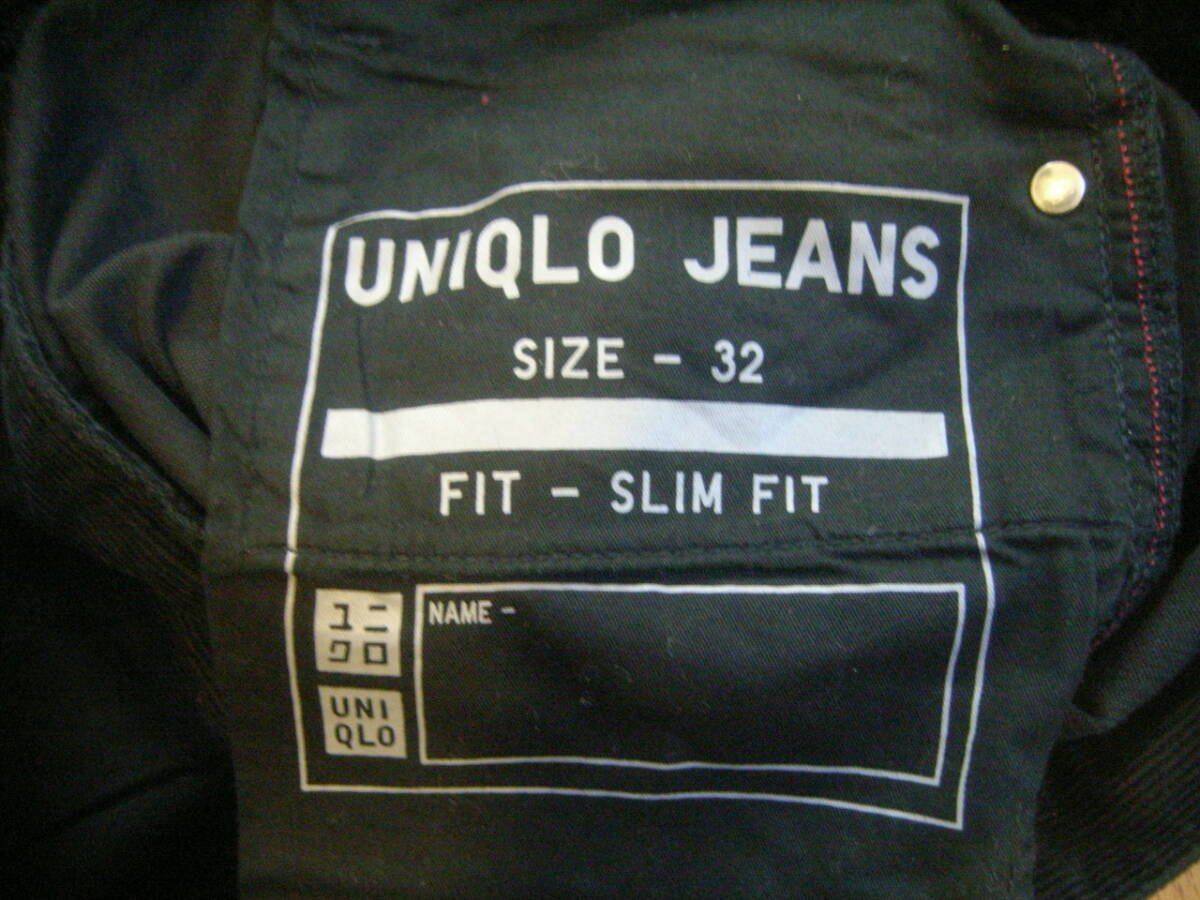 UNIQLO JEANS
SIZE - 32
FIT - SLIM FIT
NAME -
ユニ
クロ
UNI
QLO